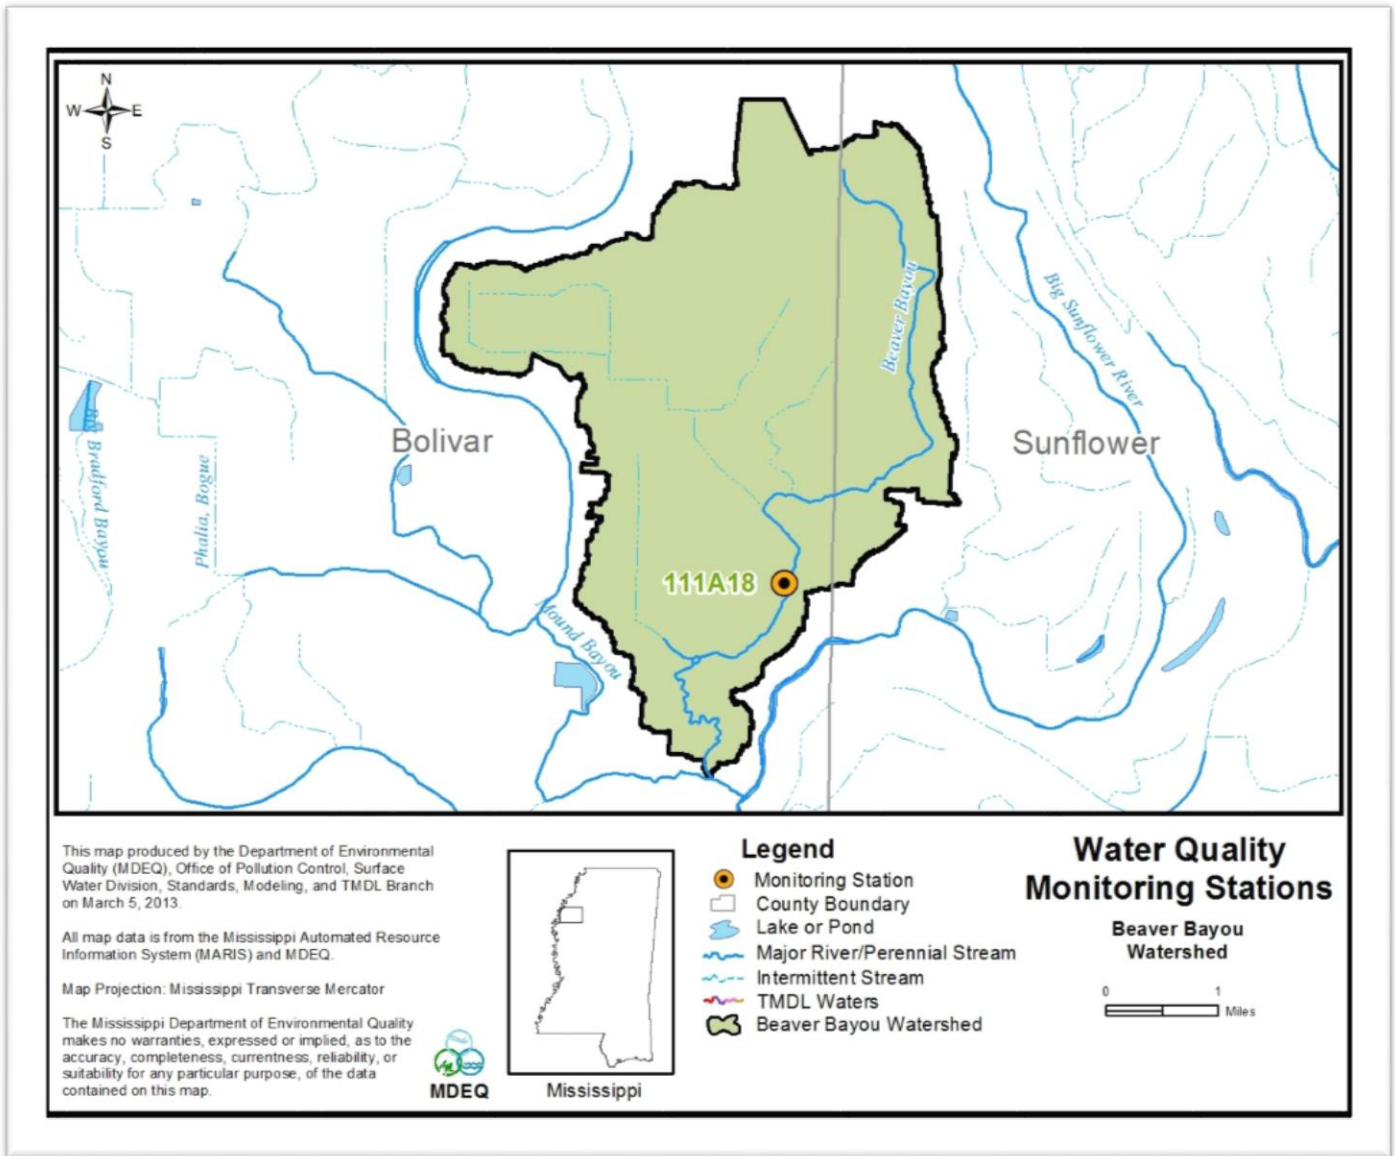 N
W E
S
Beaver Bayou
Big Sunflower River
Bradford Bayou
Bolivar
Sunflower
Phalia, Bogue
111A18
Mound Bayou
This map produced by the Department of Environmental
Quality (MDEQ), Office of Pollution Control, Surface
Water Division, Standards, Modeling, and TMDL Branch
on March 5, 2013.
All map data is from the Mississippi Automated Resource
Information System (MARIS) and MDEQ.
Map Projection: Mississippi Transverse Mercator
The Mississippi Department of Environmental Quality
makes no warranties, expressed or implied, as to the
accuracy, completeness, currentness, reliability, or
suitability for any particular purpose, of the data
contained on this map.
MDEQ
Mississippi
Legend
Monitoring Station
County Boundary
Lake or Pond
Major River/Perennial Stream
Intermittent Stream
TMDL Waters
Beaver Bayou Watershed
Water Quality
Monitoring Stations
Beaver Bayou
Watershed
0 1
Miles